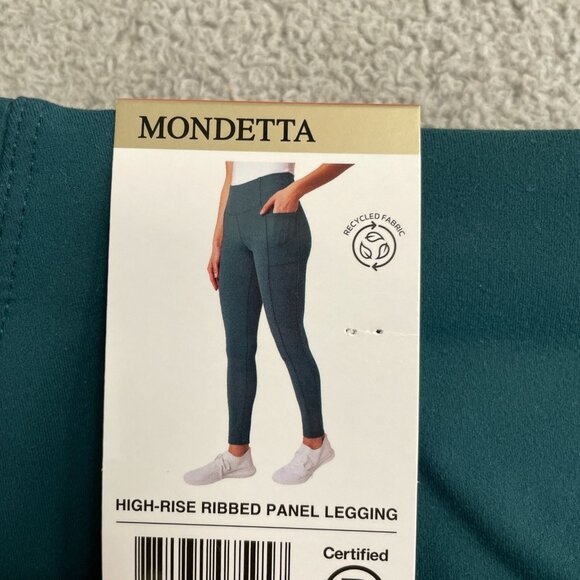 MONDETTA
RECYCLED FABRIC
HIGH-RISE RIBBED PANEL LEGGING
Certified